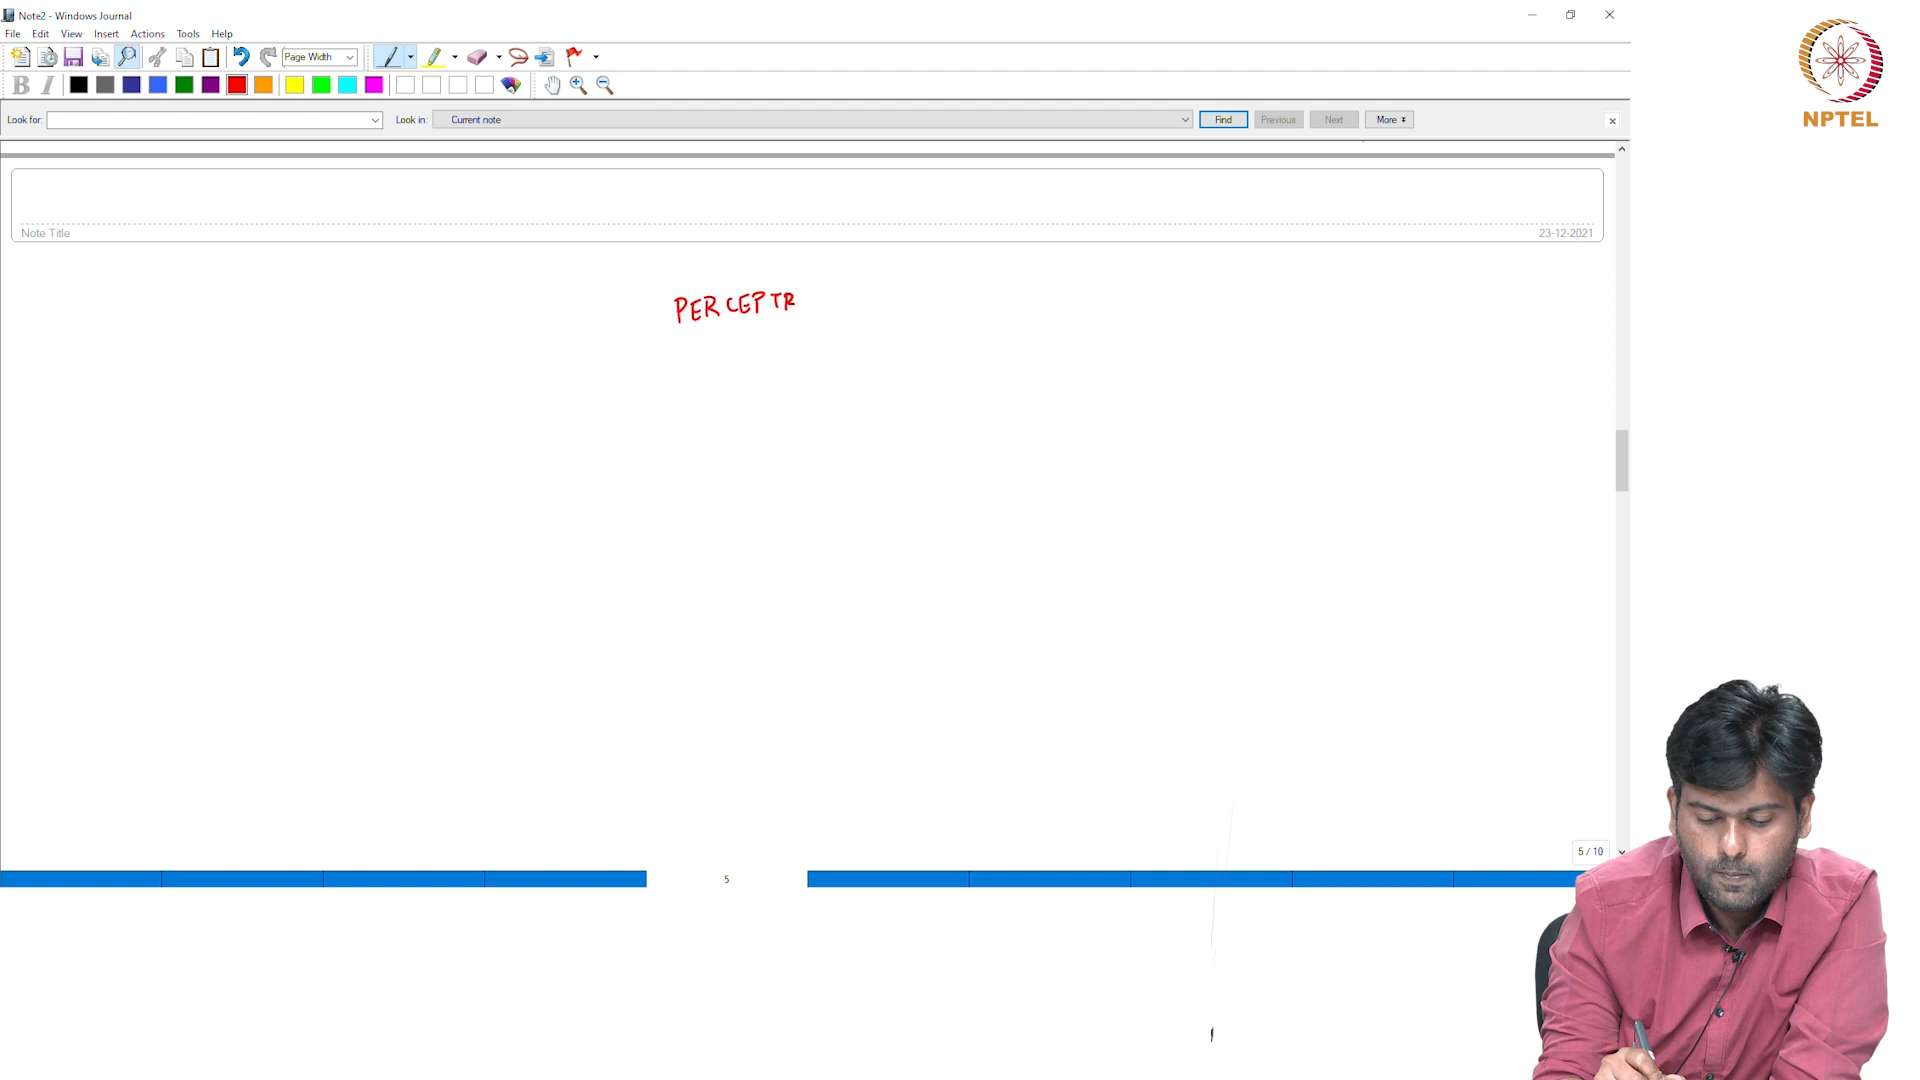 Note2 - Windows Journal
File Edit View Insert Actions Tools Help
Page Width
B I
Look for: Look in: Current note Find Previous Next More
Note Title 23-12-2021
PERCEPTR
5 / 10
5
NPTEL